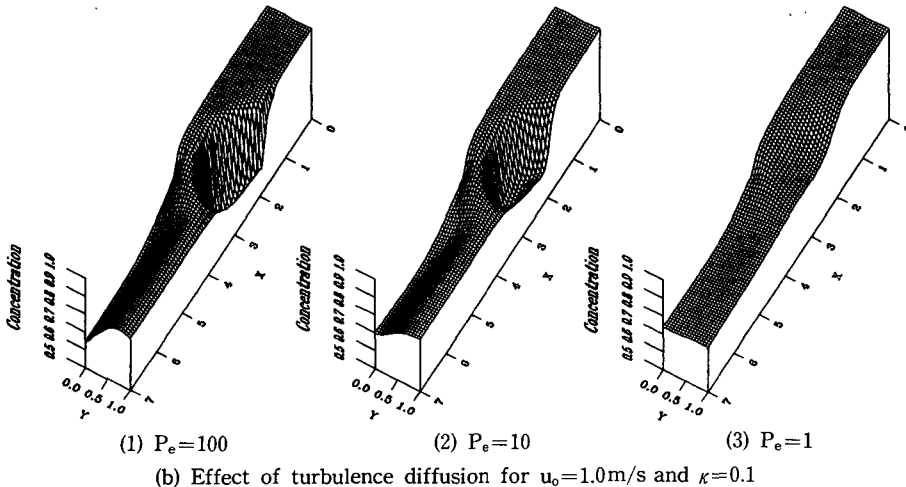 Concentration
0.5 0.6 0.7 0.8 0.9 1.0
0.0 0.5 1.0
Y
0 1 2 3 4 5 6 7
X
Concentration
0.5 0.6 0.7 0.8 0.9 1.0
0.0 0.5 1.0
Y
0 1 2 3 4 5 6 7
X
Concentration
0.5 0.6 0.7 0.8 0.9 1.0
0.0 0.5 1.0
Y
0 1 2 3 4 5 6 7
X
(1) Pₑ=100
(2) Pₑ=10
(3) Pₑ=1
(b) Effect of turbulence diffusion for uₒ=1.0m/s and κ=0.1